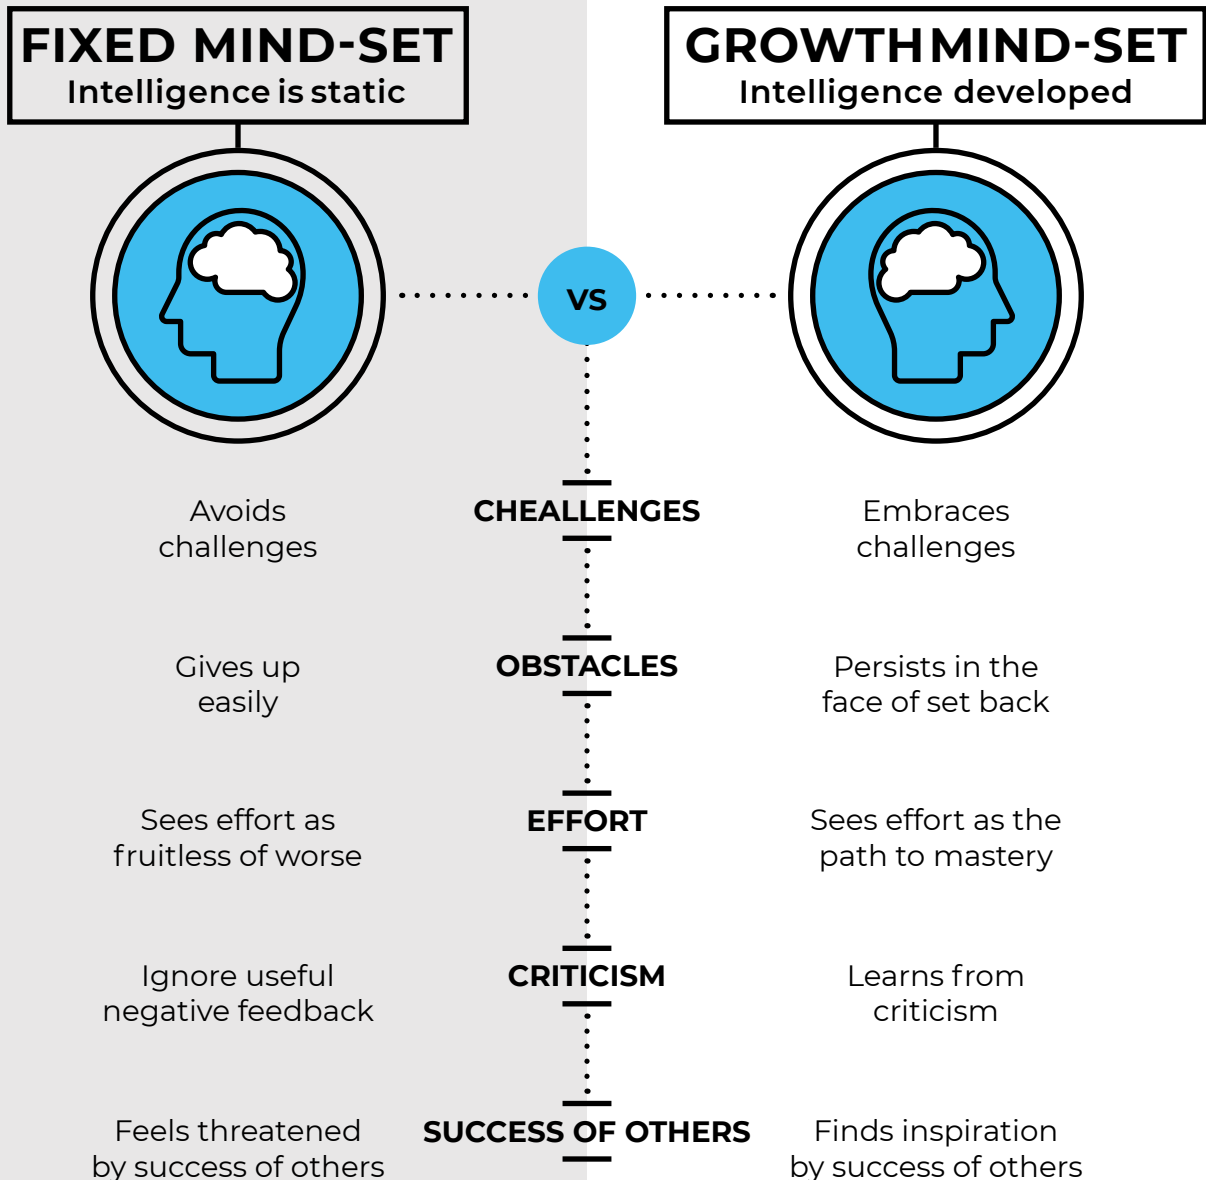 FIXED MIND-SET
Intelligence is static
GROWTH MIND-SET
Intelligence developed
VS
Avoids
challenges
CHEALLENGES
Embraces
challenges
Gives up
easily
OBSTACLES
Persists in the
face of set back
Sees effort as
fruitless of worse
EFFORT
Sees effort as the
path to mastery
Ignore useful
negative feedback
CRITICISM
Learns from
criticism
Feels threatened
by success of others
SUCCESS OF OTHERS
Finds inspiration
by success of others